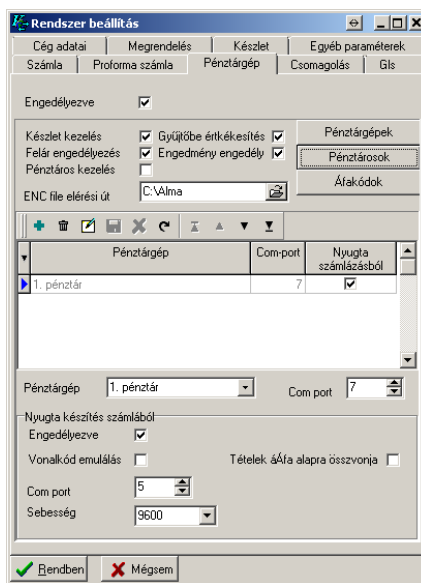 Rendszer beállítás
Cég adatai Megrendelés Készlet Egyéb paraméterek
Számla Proforma számla Pénztárgép Csomagolás Gls
Engedélyezve
Készlet kezelés Gyűjtőbe értkékesítés Pénztárgépek
Felár engedélyezés Engedmény engedély Pénztárosok
Pénztáros kezelés Áfakódok
ENC file elérési út C:\Alma
Pénztárgép Com-port Nyugta számlázásból
1. pénztár 7
Pénztárgép 1. pénztár Com port 7
Nyugta készítés számlából
Engedélyezve
Vonalkód emulálás Tételek áÁfa alapra összvonja
Com port 5
Sebesség 9600
Rendben Mégsem